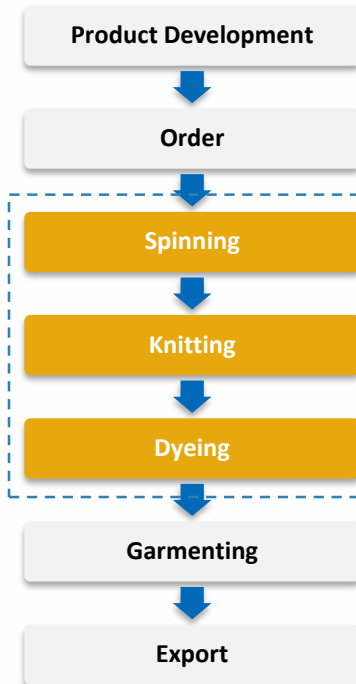 Product Development
Order
Spinning
Knitting
Dyeing
Garmenting
Export